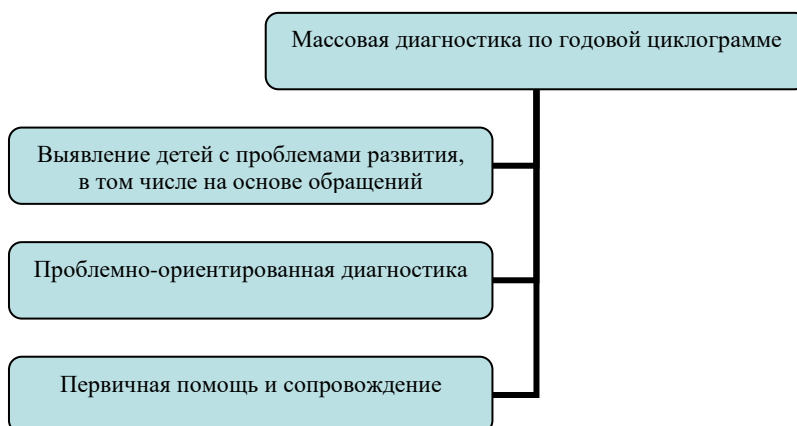 Массовая диагностика по годовой циклограмме
Выявление детей с проблемами развития,
в том числе на основе обращений
Проблемно-ориентированная диагностика
Первичная помощь и сопровождение